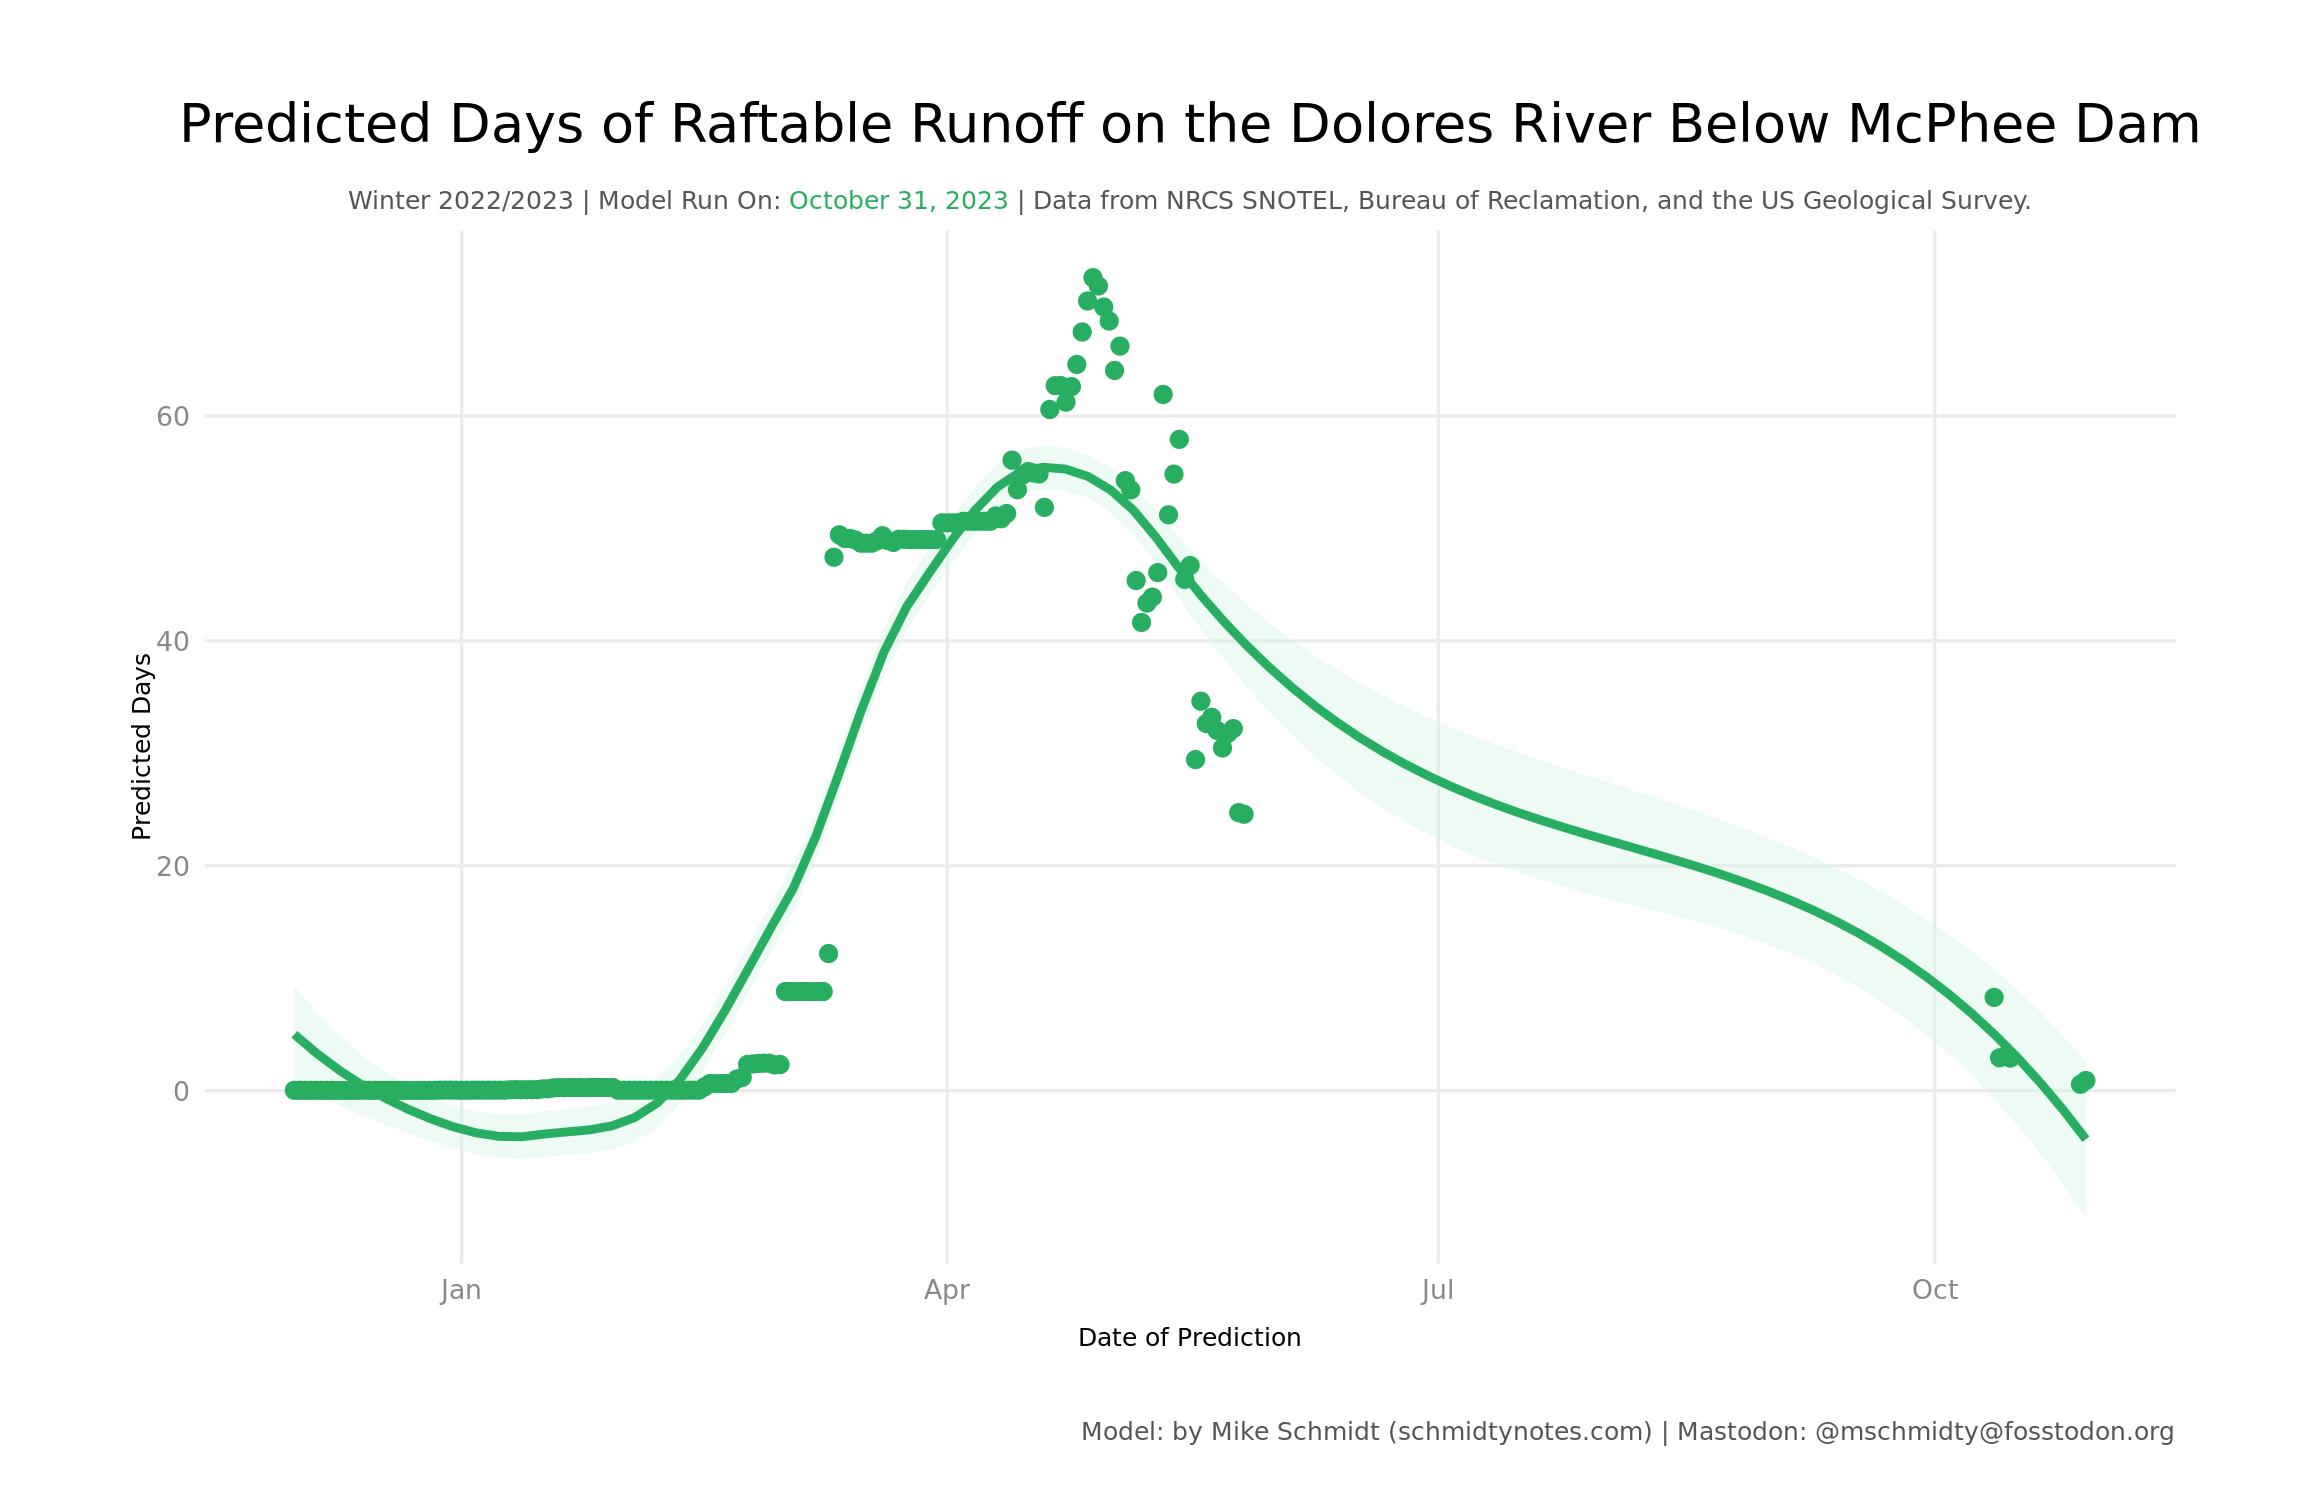 Predicted Days of Raftable Runoff on the Dolores River Below McPhee Dam
Winter 2022/2023 | Model Run On: October 31, 2023 | Data from NRCS SNOTEL, Bureau of Reclamation, and the US Geological Survey.
60
40
20
0
Predicted Days
Jan Apr Jul Oct
Date of Prediction
Model: by Mike Schmidt (schmidtynotes.com) | Mastodon: @mschmidty@fosstodon.org